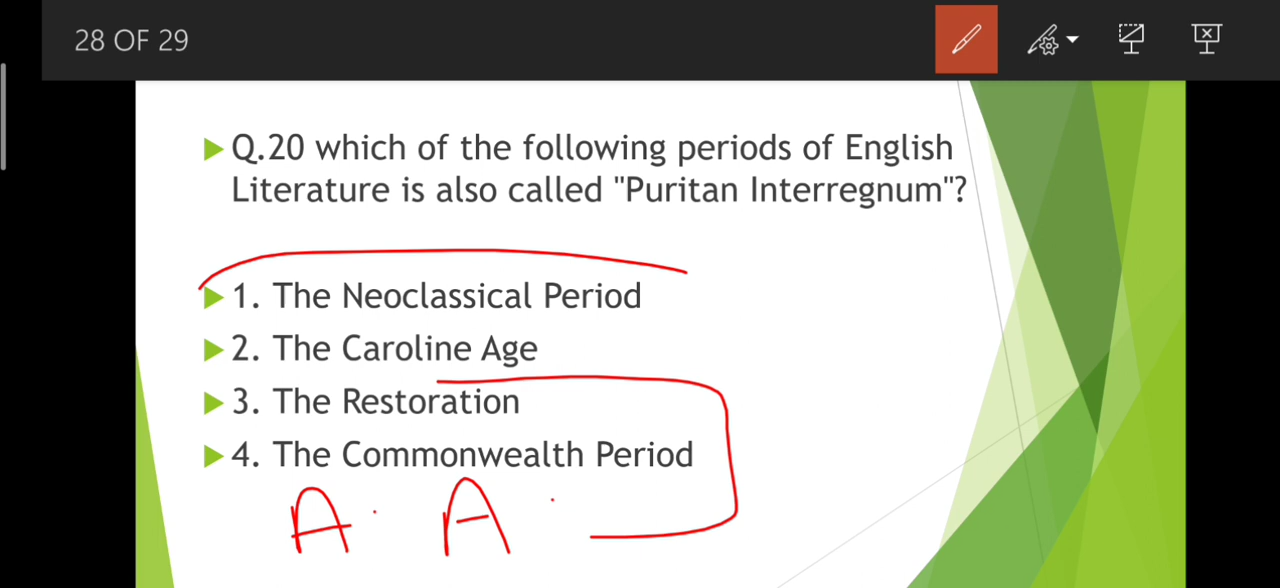 28 OF 29
Q.20 which of the following periods of English
Literature is also called "Puritan Interregnum"?
1. The Neoclassical Period
2. The Caroline Age
3. The Restoration
4. The Commonwealth Period
A. A.